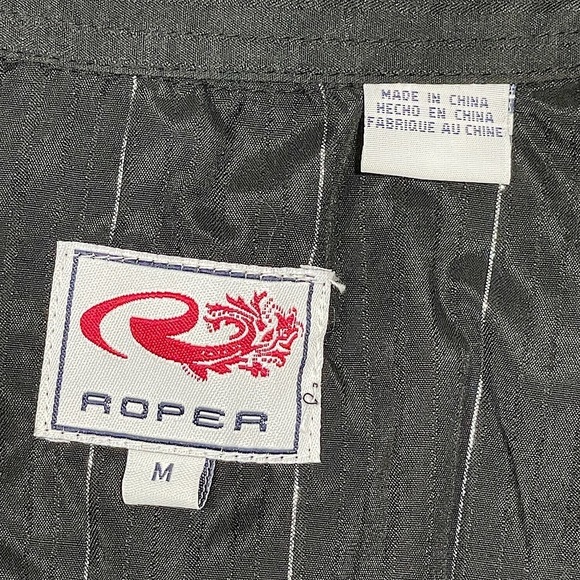 MADE IN CHINA
HECHO EN CHINA
FABRIQUE AU CHINE
ROPER
M